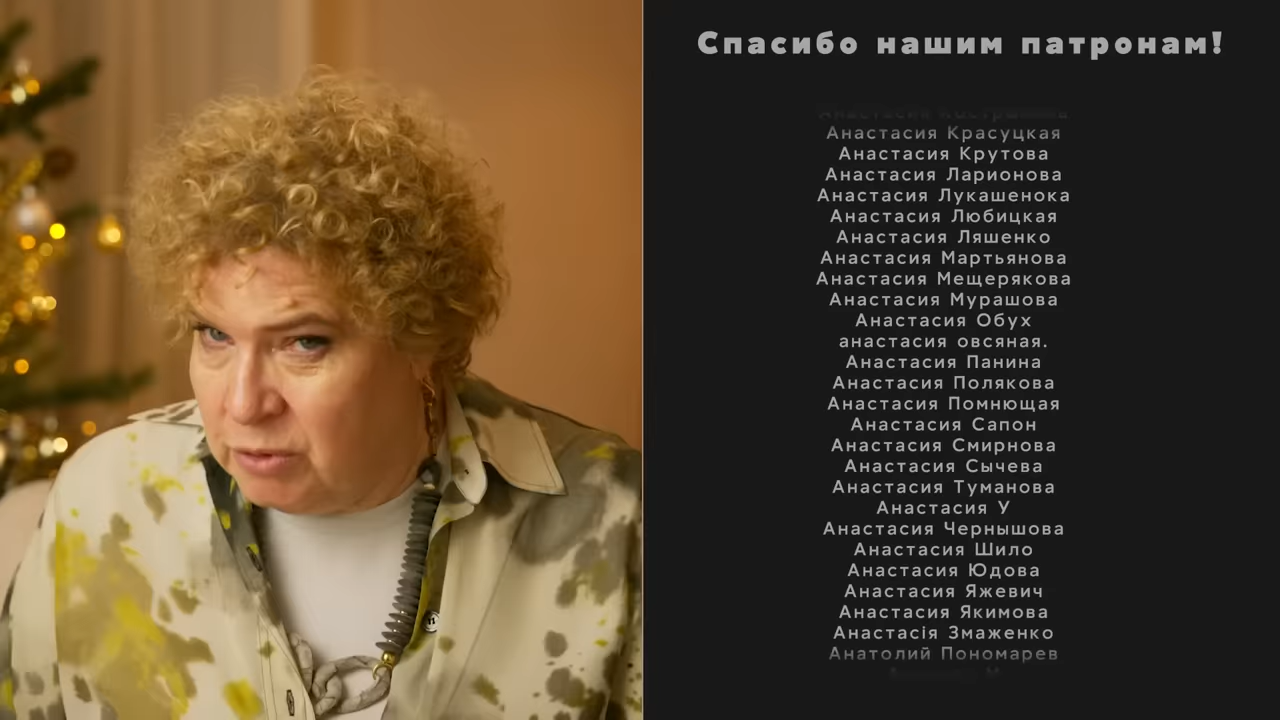 Спасибо нашим патронам!
Анастасия Красуцкая
Анастасия Крутова
Анастасия Ларионова
Анастасия Лукашенока
Анастасия Любицкая
Анастасия Ляшенко
Анастасия Мартьянова
Анастасия Мещерякова
Анастасия Мурашова
Анастасия Обух
анастасия овсяная.
Анастасия Панина
Анастасия Полякова
Анастасия Помнющая
Анастасия Сапон
Анастасия Смирнова
Анастасия Сычева
Анастасия Туманова
Анастасия У
Анастасия Чернышова
Анастасия Шило
Анастасия Юдова
Анастасия Яжевич
Анастасия Якимова
Анастасія Змаженко
Анатолий Пономарев